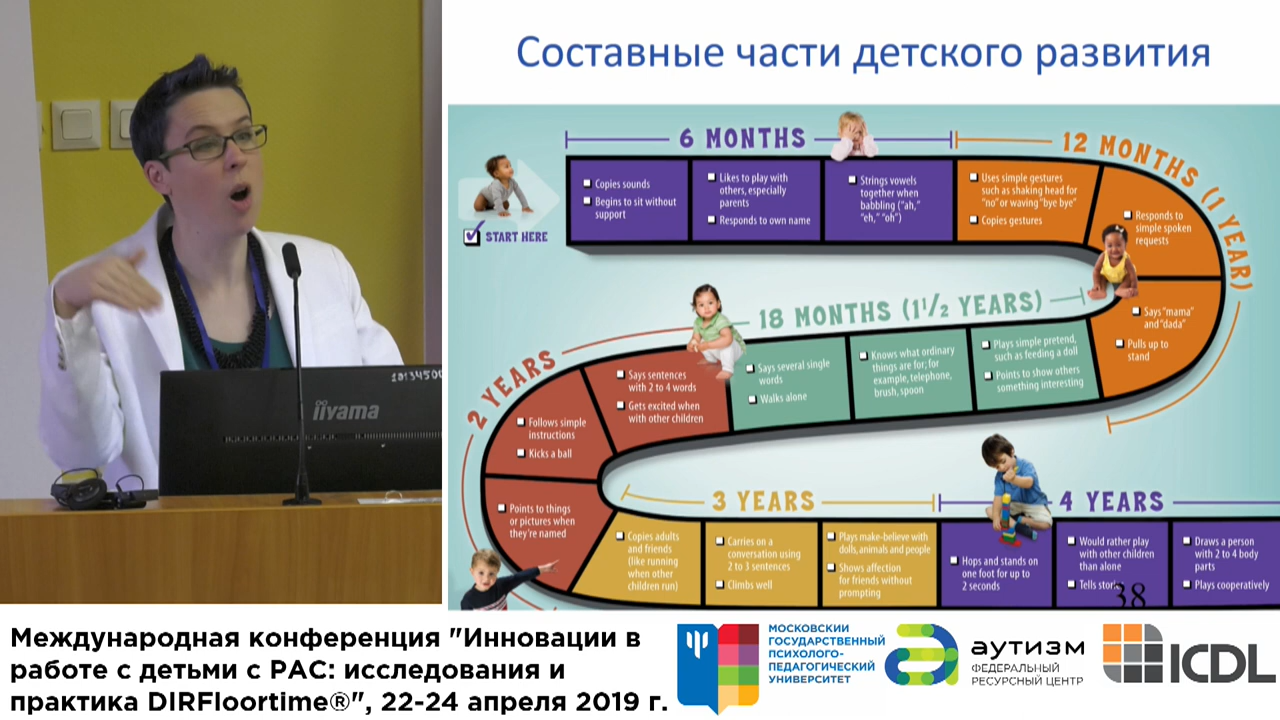 Составные части детского развития
6 MONTHS
12 MONTHS (1 YEAR)
START HERE
Copies sounds
Begins to sit without
support
Likes to play with
others, especially
parents
Responds to own name
Strings vowels
together when
babbling ("ah,"
"eh," "oh")
Uses simple gestures
such as shaking head for
"no" or waving "bye bye"
Copies gestures
Responds to
simple spoken
requests
Says "mama"
and "dada"
Pulls up to
stand
18 MONTHS (1 1/2 YEARS)
Plays simple pretend,
such as feeding a doll
Points to show others
something interesting
Knows what ordinary
things are for; for
example, telephone,
brush, spoon
Says several single
words
Walks alone
2 YEARS
Says sentences
with 2 to 4 words
Gets excited when
with other children
Follows simple
instructions
Kicks a ball
Points to things
or pictures when
they're named
3 YEARS
Copies adults
and friends
(like running
when other
children run)
Carries on a
conversation using
2 to 3 sentences
Climbs well
Plays make-believe with
dolls, animals and people
Shows affection
for friends without
prompting
4 YEARS
Hops and stands on
one foot for up to
2 seconds
Would rather play
with other children
than alone
Tells
38
Draws a person
with 2 to 4 body
parts
Plays cooperatively
iiyama
Международная конференция "Инновации в
работе с детьми с РАС: исследования и
практика DIRFloortime®", 22-24 апреля 2019 г.
МОСКОВСКИЙ
ГОСУДАРСТВЕННЫЙ
ПСИХОЛОГО-
ПЕДАГОГИЧЕСКИЙ
УНИВЕРСИТЕТ
аутизм
ФЕДЕРАЛЬНЫЙ
РЕСУРСНЫЙ ЦЕНТР
ICDL